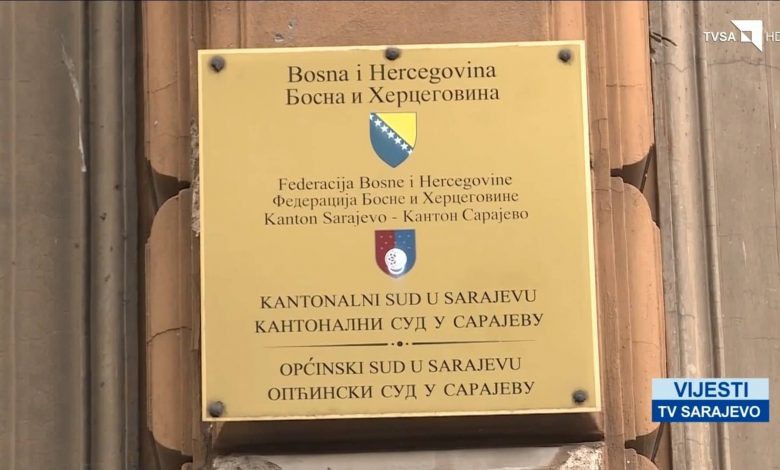 TVSA HD
Bosna i Hercegovina
Босна и Херцеговина
Federacija Bosne i Hercegovine
Федерација Босне и Херцеговине
Kanton Sarajevo - Кантон Сарајево
KANTONALNI SUD U SARAJEVU
КАНТОНАЛНИ СУД У САРАЈЕВУ
OPĆINSKI SUD U SARAJEVU
ОПЋИНСКИ СУД У САРАЈЕВУ
VIJESTI
TV SARAJEVO